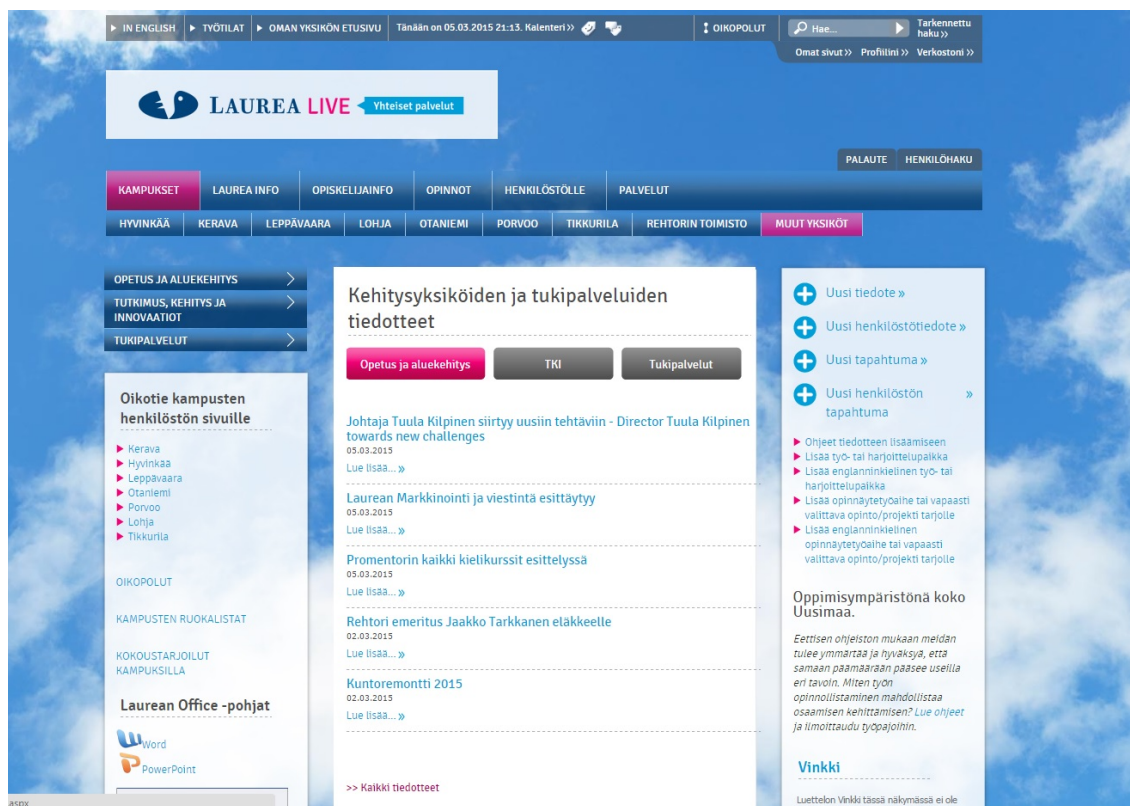 IN ENGLISH TYÖTILAT OMAN YKSIKÖN ETUSIVU Tänään on 05.03.2015 21:13. Kalenteri » OIKOPOLUT Hae... Tarkennettu
haku »
Omat sivut » Profiilini » Verkostoni »
LAUREA LIVE Yhteiset palvelut
PALAUTE HENKILÖHAKU
KAMPUKSET LAUREA INFO OPISKELIJAINFO OPINNOT HENKILÖSTÖLLE PALVELUT
HYVINKÄÄ KERAVA LEPPÄVAARA LOHJA OTANIEMI PORVOO TIKKURILA REHTORIN TOIMISTO MUUT YKSIKÖT
OPETUS JA ALUEKEHITYS
TUTKIMUS, KEHITYS JA
INNOVAATIOT
TUKIPALVELUT
Oikotie kampusten
henkilöstön sivuille
Kerava
Hyvinkää
Leppävaara
Otaniemi
Porvoo
Lohja
Tikkurila
OIKOPOLUT
KAMPUSTEN RUOKALISTAT
KOKOUSTARJOILUT
KAMPUKSILLA
Laurean Office -pohjat
Word
PowerPoint
aspx
Kehitysyksiköiden ja tukipalveluiden
tiedotteet
Opetus ja aluekehitys TKI Tukipalvelut
Johtaja Tuula Kilpinen siirtyy uusiin tehtäviin - Director Tuula Kilpinen
towards new challenges
05.03.2015
Lue lisää... »
Laurean Markkinointi ja viestintä esittäytyy
05.03.2015
Lue lisää... »
Promentorin kaikki kielikurssit esittelyssä
05.03.2015
Lue lisää... »
Rehtori emeritus Jaakko Tarkkanen eläkkeelle
02.03.2015
Lue lisää... »
Kuntoremontti 2015
02.03.2015
Lue lisää... »
>> Kaikki tiedotteet
Uusi tiedote »
Uusi henkilöstötiedote »
Uusi tapahtuma »
Uusi henkilöstön »
tapahtuma
Ohjeet tiedotteen lisäämiseen
Lisää työ- tai harjoittelupaikka
Lisää englanninkielinen työ- tai
harjoittelupaikka
Lisää opinnäytetyöaihe tai vapaasti
valittava opinto/projekti tarjolle
Lisää englanninkielinen
opinnäytetyöaihe tai vapaasti
valittava opinto/projekti tarjolle
Oppimisympäristönä koko
Uusimaa.
Eettisen ohjeiston mukaan meidän
tulee ymmärtää ja hyväksyä, että
samaan päämäärään pääsee useilla
eri tavoin. Miten työn
opinnollistaminen mahdollistaa
osaamisen kehittämisen? Lue ohjeet
ja ilmoittaudu työpajoihin.
Vinkki
Luettelon Vinkki tässä näkymässä ei ole